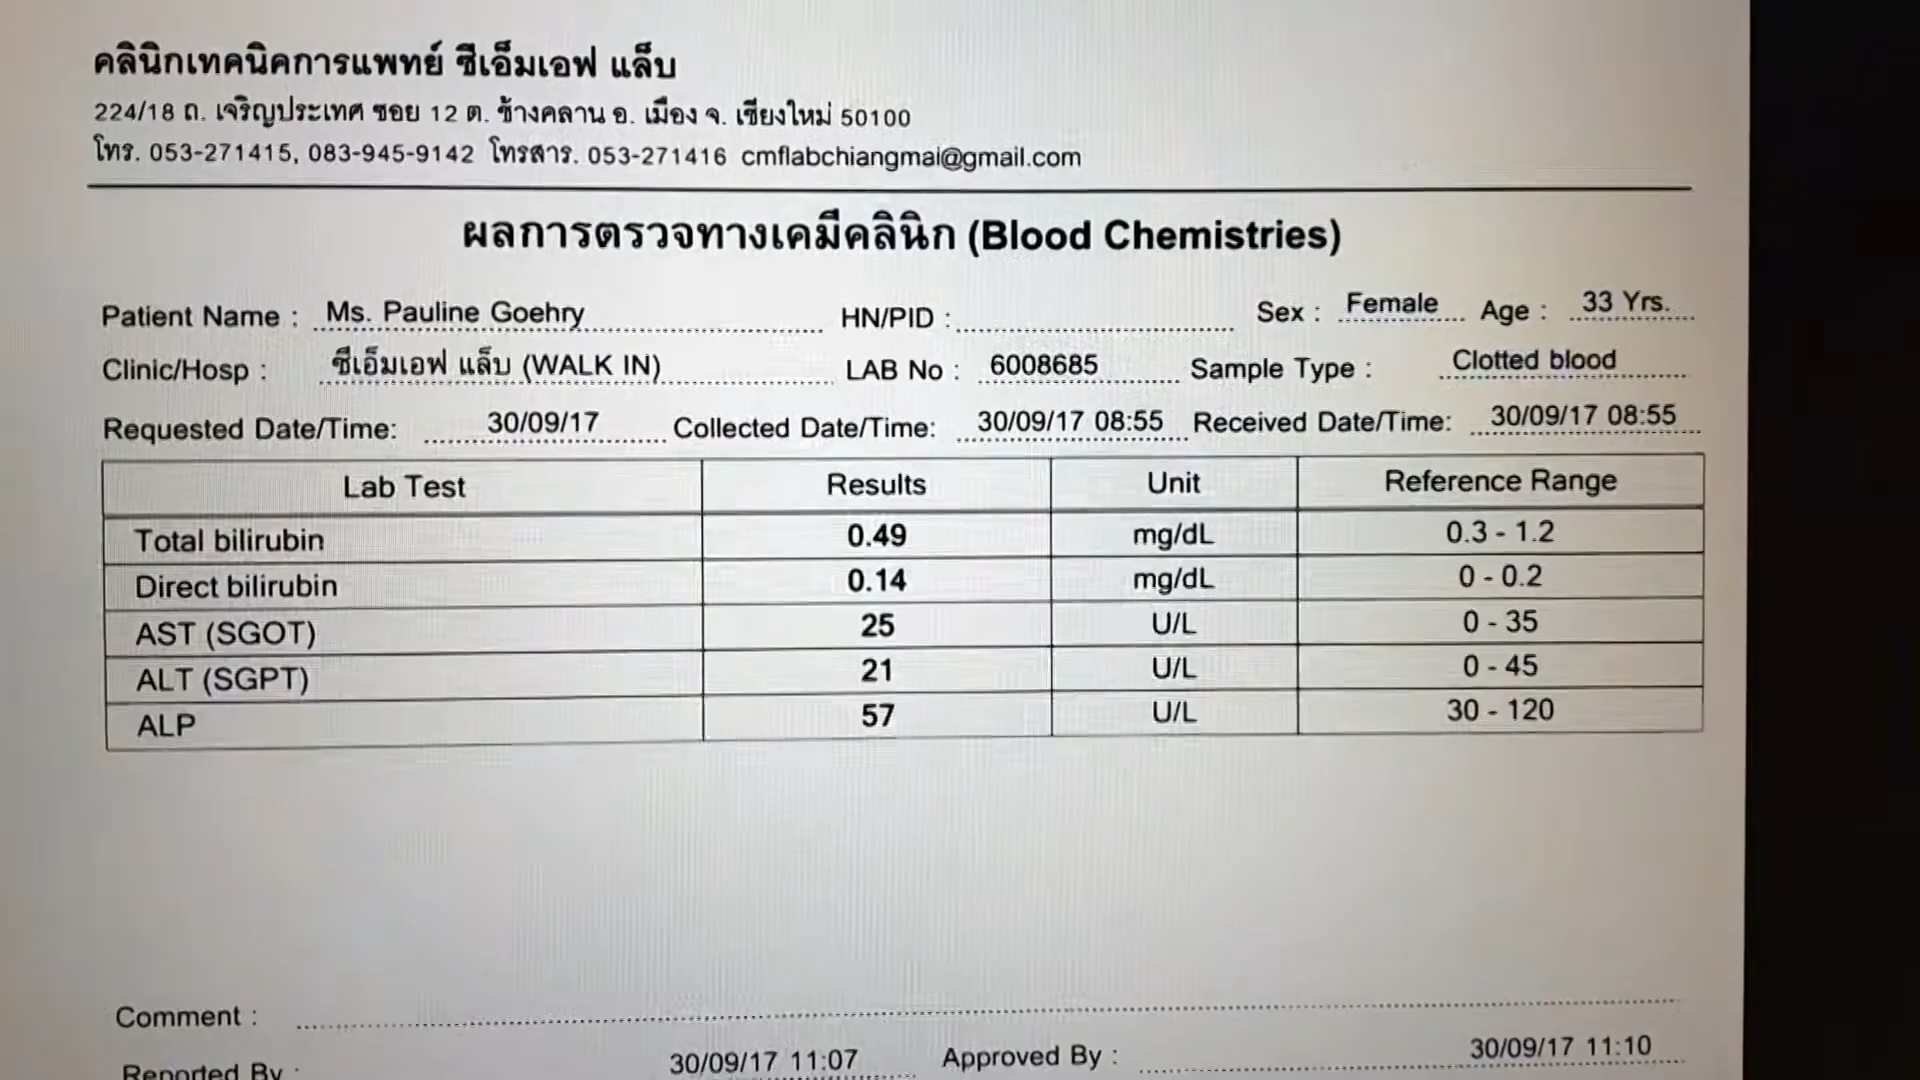 คลินิกเทคนิคการแพทย์ ซีเอ็มเอฟ แล็บ
224/18 ถ. เจริญประเทศ ซอย 12 ต. ช้างคลาน อ. เมือง จ. เชียงใหม่ 50100
โทร. 053-271415, 083-945-9142 โทรสาร. 053-271416 cmflabchiangmai@gmail.com
ผลการตรวจทางเคมีคลินิก (Blood Chemistries)
Patient Name : Ms. Pauline Goehry HN/PID : Sex : Female Age : 33 Yrs.
Clinic/Hosp : ซีเอ็มเอฟ แล็บ (WALK IN) LAB No : 6008685 Sample Type : Clotted blood
Requested Date/Time: 30/09/17 Collected Date/Time: 30/09/17 08:55 Received Date/Time: 30/09/17 08:55
Lab Test Results Unit Reference Range
Total bilirubin 0.49 mg/dL 0.3 - 1.2
Direct bilirubin 0.14 mg/dL 0 - 0.2
AST (SGOT) 25 U/L 0 - 35
ALT (SGPT) 21 U/L 0 - 45
ALP 57 U/L 30 - 120
Comment :
Reported By : 30/09/17 11:07 Approved By : 30/09/17 11:10